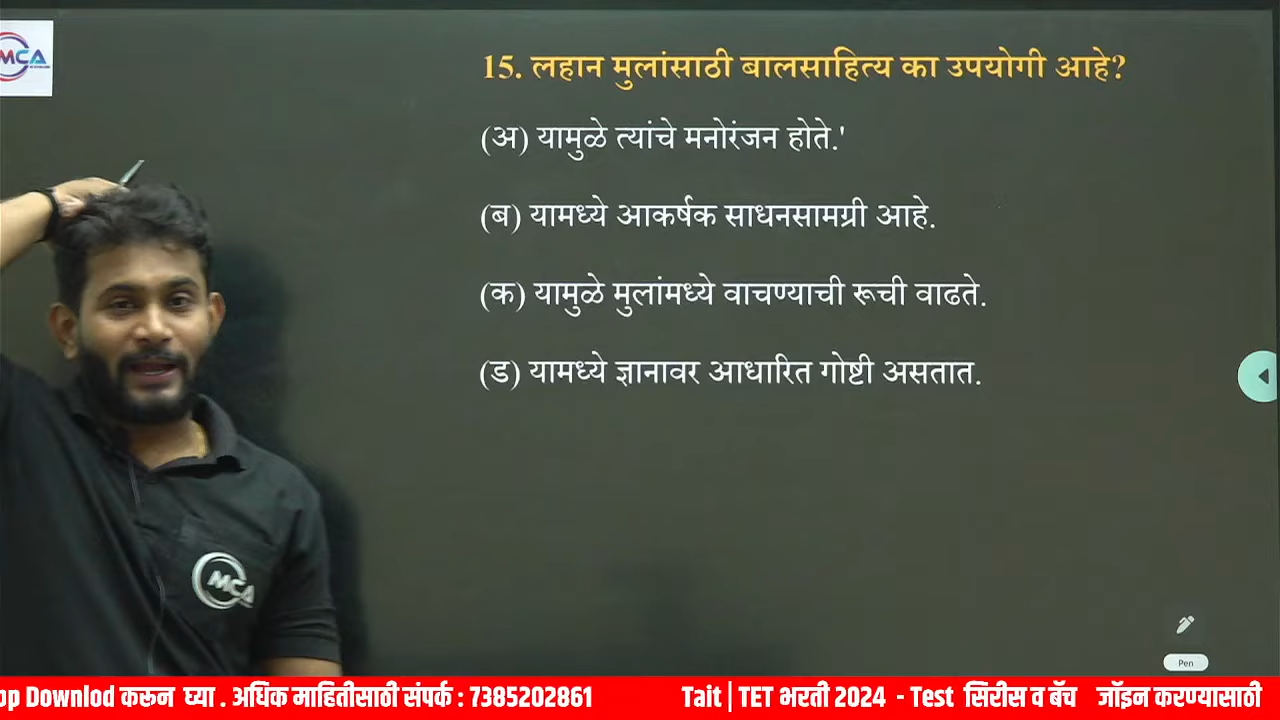 MCA
15. लहान मुलांसाठी बालसाहित्य का उपयोगी आहे?
(अ) यामुळे त्यांचे मनोरंजन होते.'
(ब) यामध्ये आकर्षक साधनसामग्री आहे.
(क) यामुळे मुलांमध्ये वाचण्याची रूची वाढते.
(ड) यामध्ये ज्ञानावर आधारित गोष्टी असतात.
MCA
Pen
pp Downlod करून घ्या . अधिक माहितीसाठी संपर्क : 7385202861 Tait | TET भरती 2024 - Test सिरीस व बॅच जॉइन करण्यासाठी